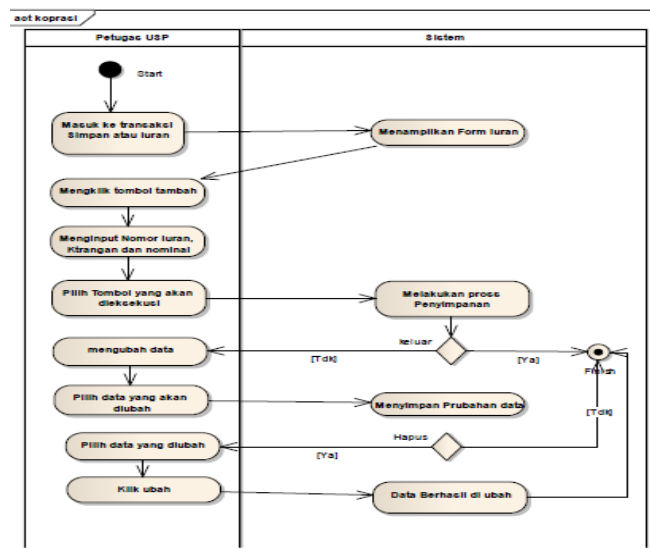 act koprasi
Petugas USP
Sistem
Start
Masuk ke transaksi
Simpan atau Iuran
Menampilkan Form Iuran
Mengklik tombol tambah
Menginput Nomor Iuran,
Ktrangan dan nominal
Pilih Tombol yang akan
dieksekusi
Melakukan pross
Penyimpanan
keluar
mengubah data
[Tdk]
[Ya]
Finish
Pilih data yang akan
diubah
Menyimpan Prubahan data
[Tdk]
Hapus
Pilih data yang diubah
[Ya]
Klik ubah
Data Berhasil di ubah